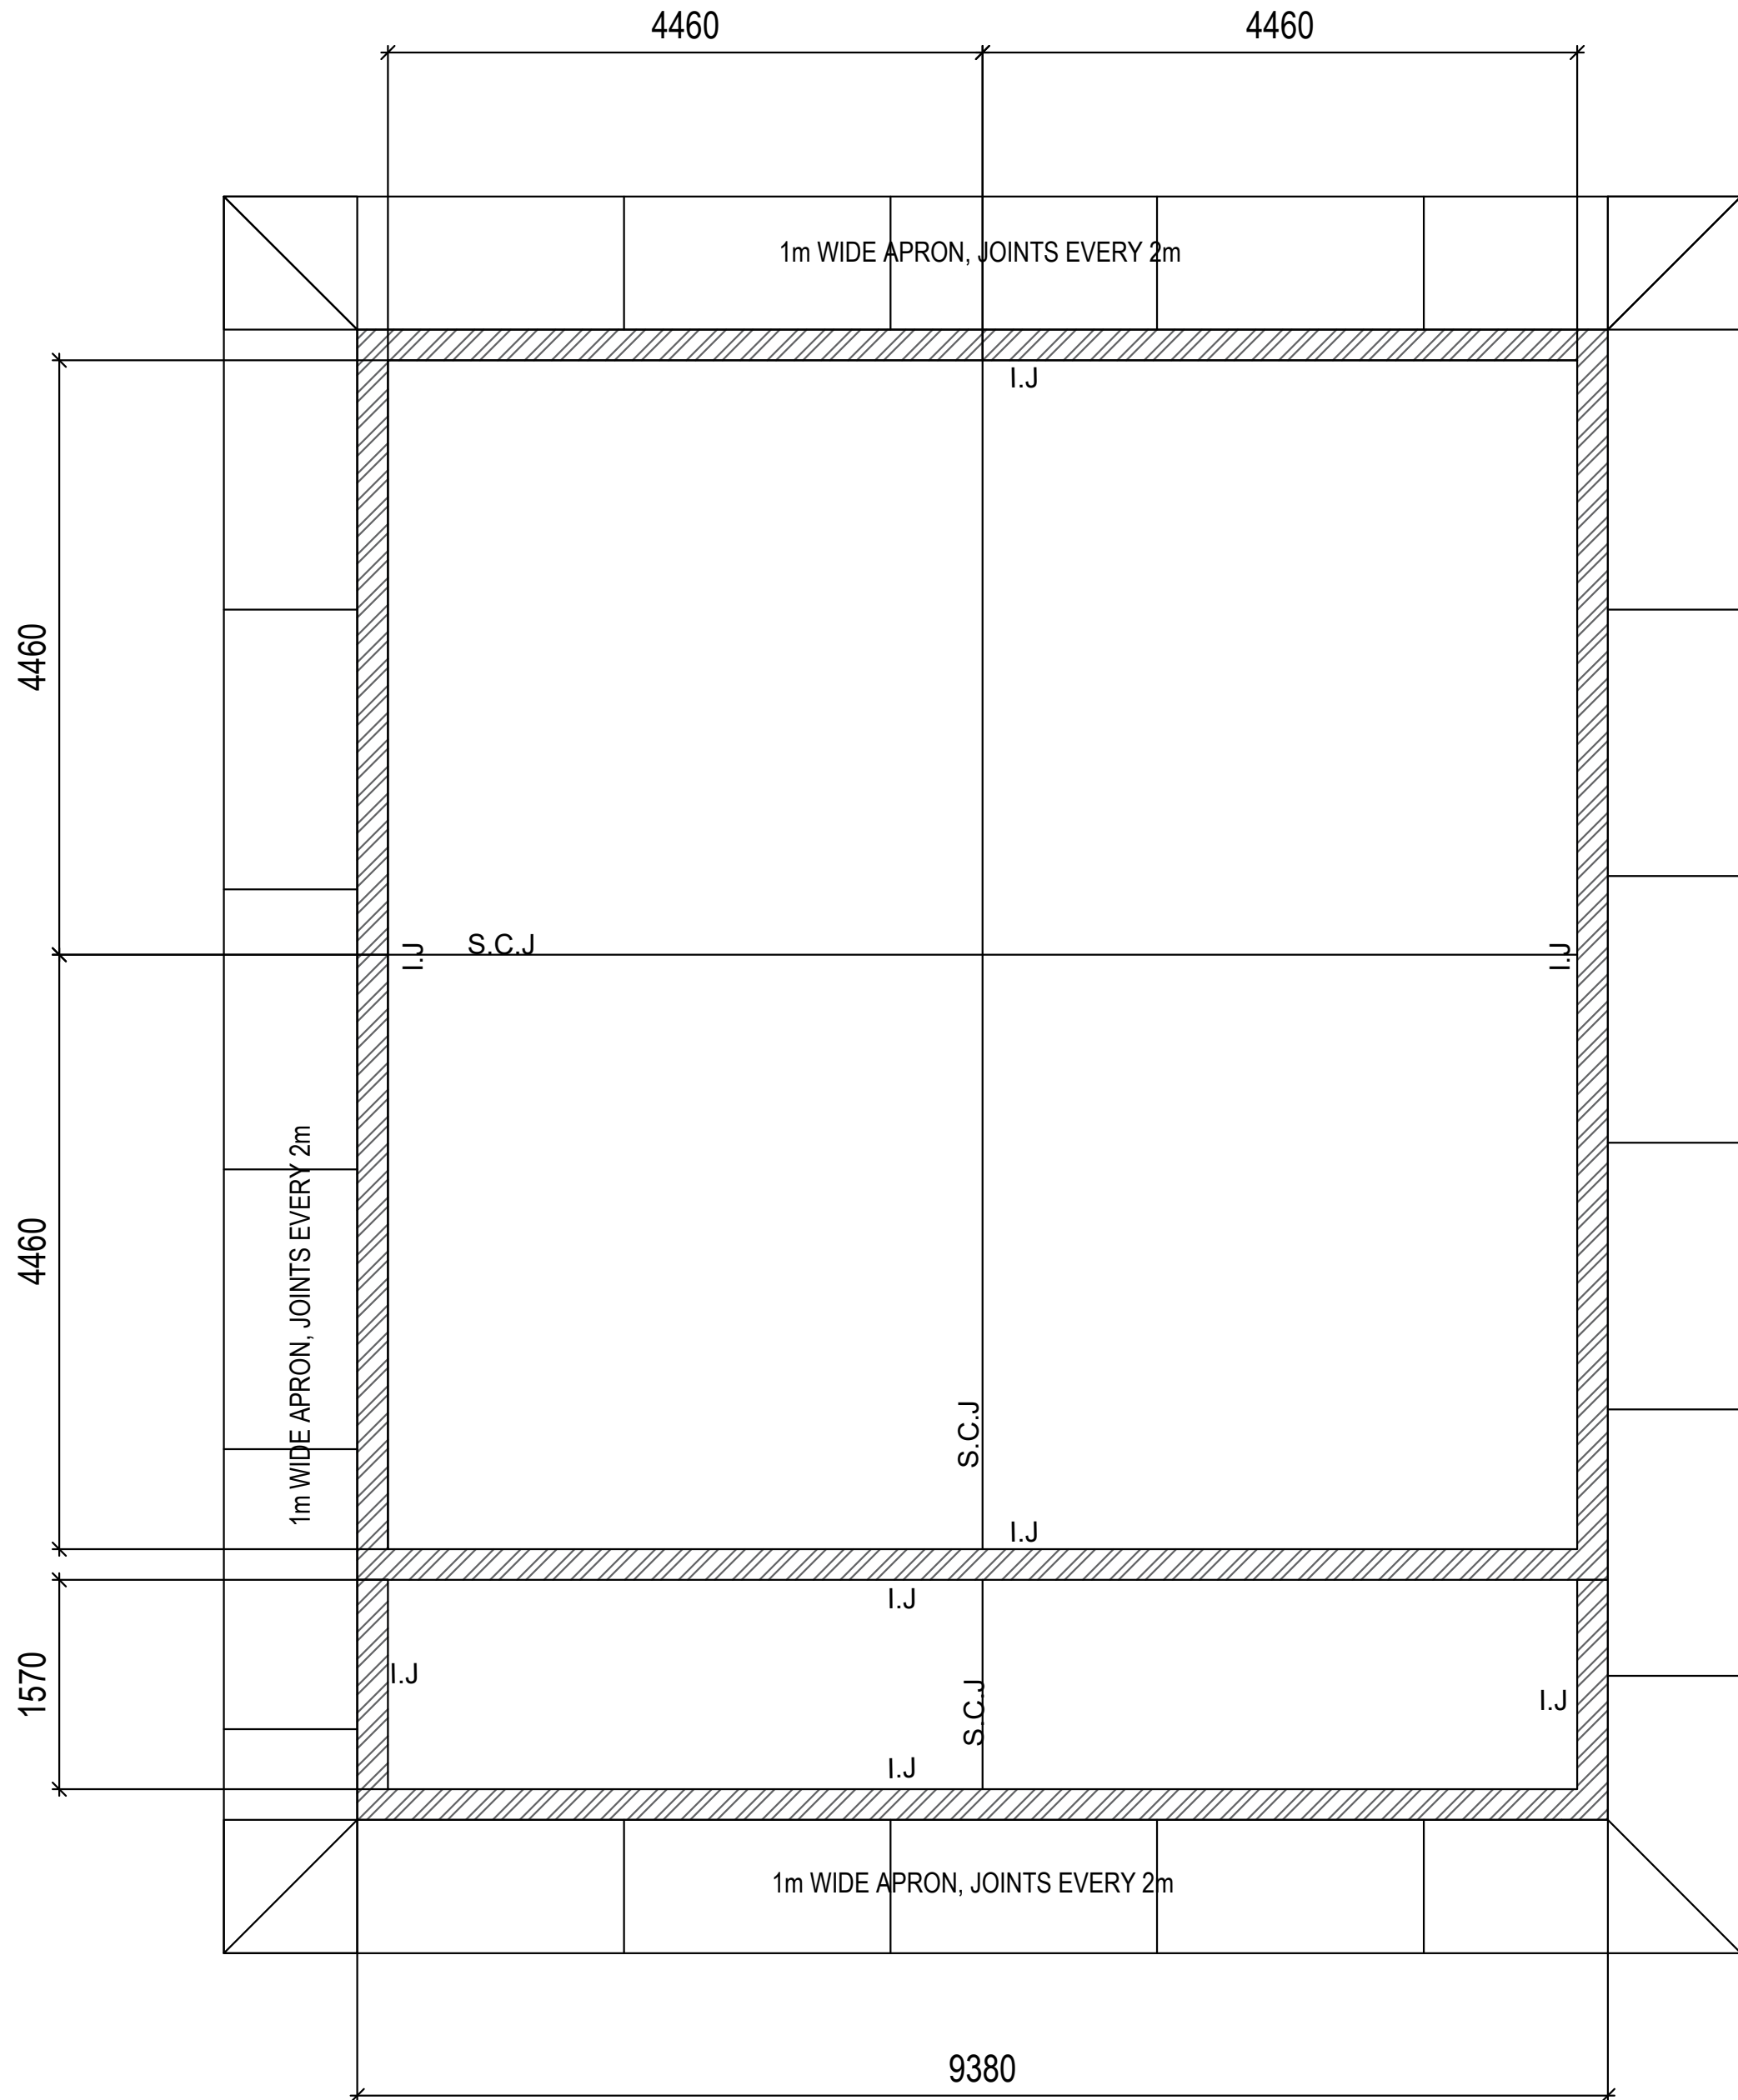 4460
4460
1m WIDE APRON, JOINTS EVERY 2m
I.J
4460
I.J
S.C.J
I.J
4460
1m WIDE APRON, JOINTS EVERY 2m
S.C.J
I.J
I.J
1570
I.J
S.C.J
I.J
I.J
1m WIDE APRON, JOINTS EVERY 2m
9380